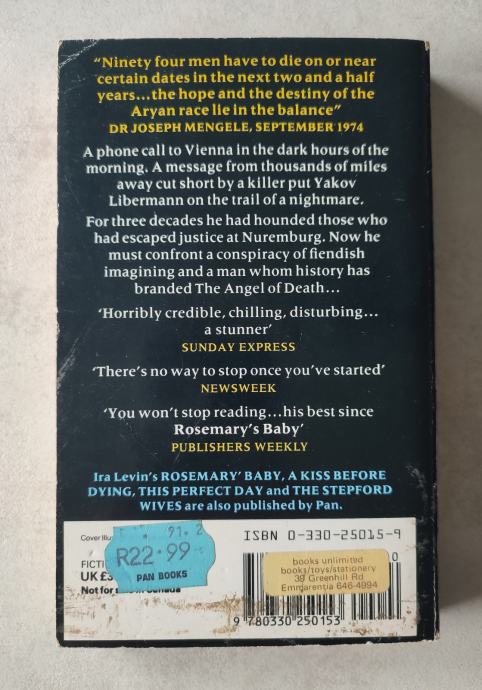 “Ninety four men have to die on or near
certain dates in the next two and a half
years...the hope and the destiny of the
Aryan race lie in the balance”
DR JOSEPH MENGELE, SEPTEMBER 1974
A phone call to Vienna in the dark hours of the
morning. A message from thousands of miles
away cut short by a killer put Yakov
Libermann on the trail of a nightmare.
For three decades he had hounded those who
had escaped justice at Nuremburg. Now he
must confront a conspiracy of fiendish
imagining and a man whom history has
branded The Angel of Death...
‘Horribly credible, chilling, disturbing...
a stunner’
SUNDAY EXPRESS
‘There’s no way to stop once you’ve started’
NEWSWEEK
‘You won’t stop reading...his best since
Rosemary’s Baby’
PUBLISHERS WEEKLY
Ira Levin’s ROSEMARY’ BABY, A KISS BEFORE
DYING, THIS PERFECT DAY and THE STEPFORD
WIVES are also published by Pan.
Cover
ISBN 0-330-25015-9
R22·99
PAN BOOKS
UK
Not for
Canada
books unlimited
books/toys/stationery
39 Greenhill Rd
Emmarentia 646-4994
9 780330 250153